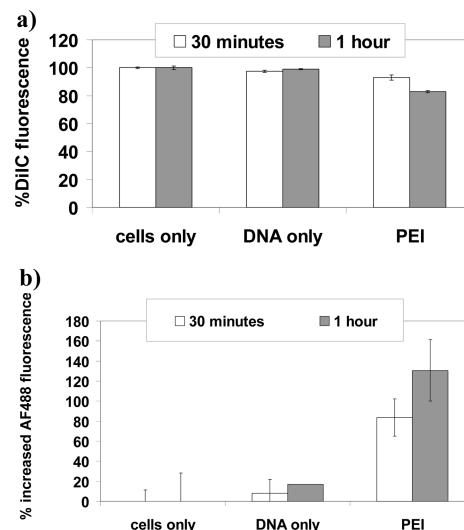 a)
30 minutes 1 hour
%DiIC fluorescence
120
100
80
60
40
20
0
cells only DNA only PEI
b)
30 minutes 1 hour
% increased AF488 fluorescence
180
160
140
120
100
80
60
40
20
0
cells only DNA only PEI